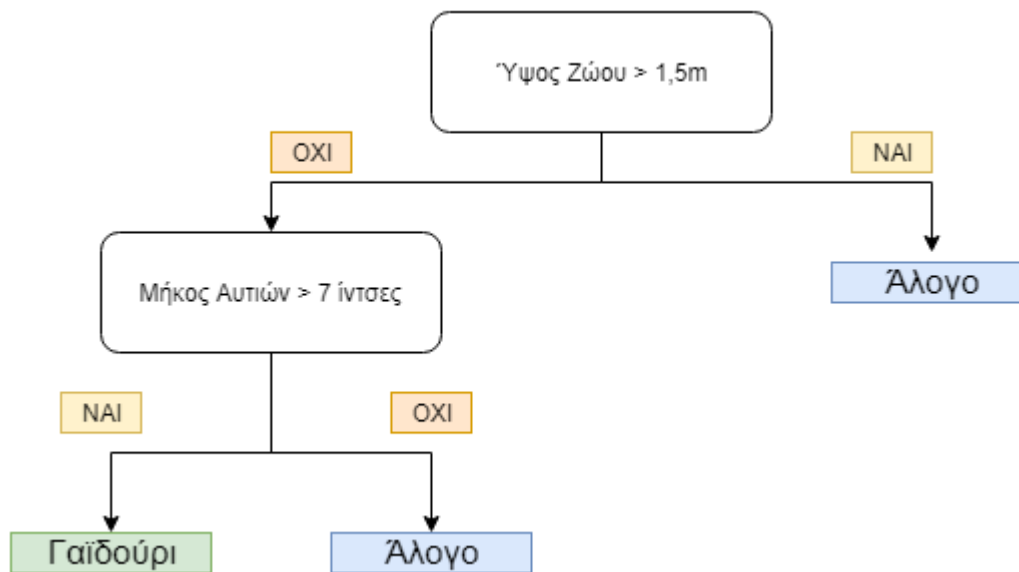 Ύψος Ζώου > 1,5m
ΟΧΙ
ΝΑΙ
Μήκος Αυτιών > 7 ίντσες
Άλογο
ΝΑΙ
ΟΧΙ
Γαϊδούρι
Άλογο